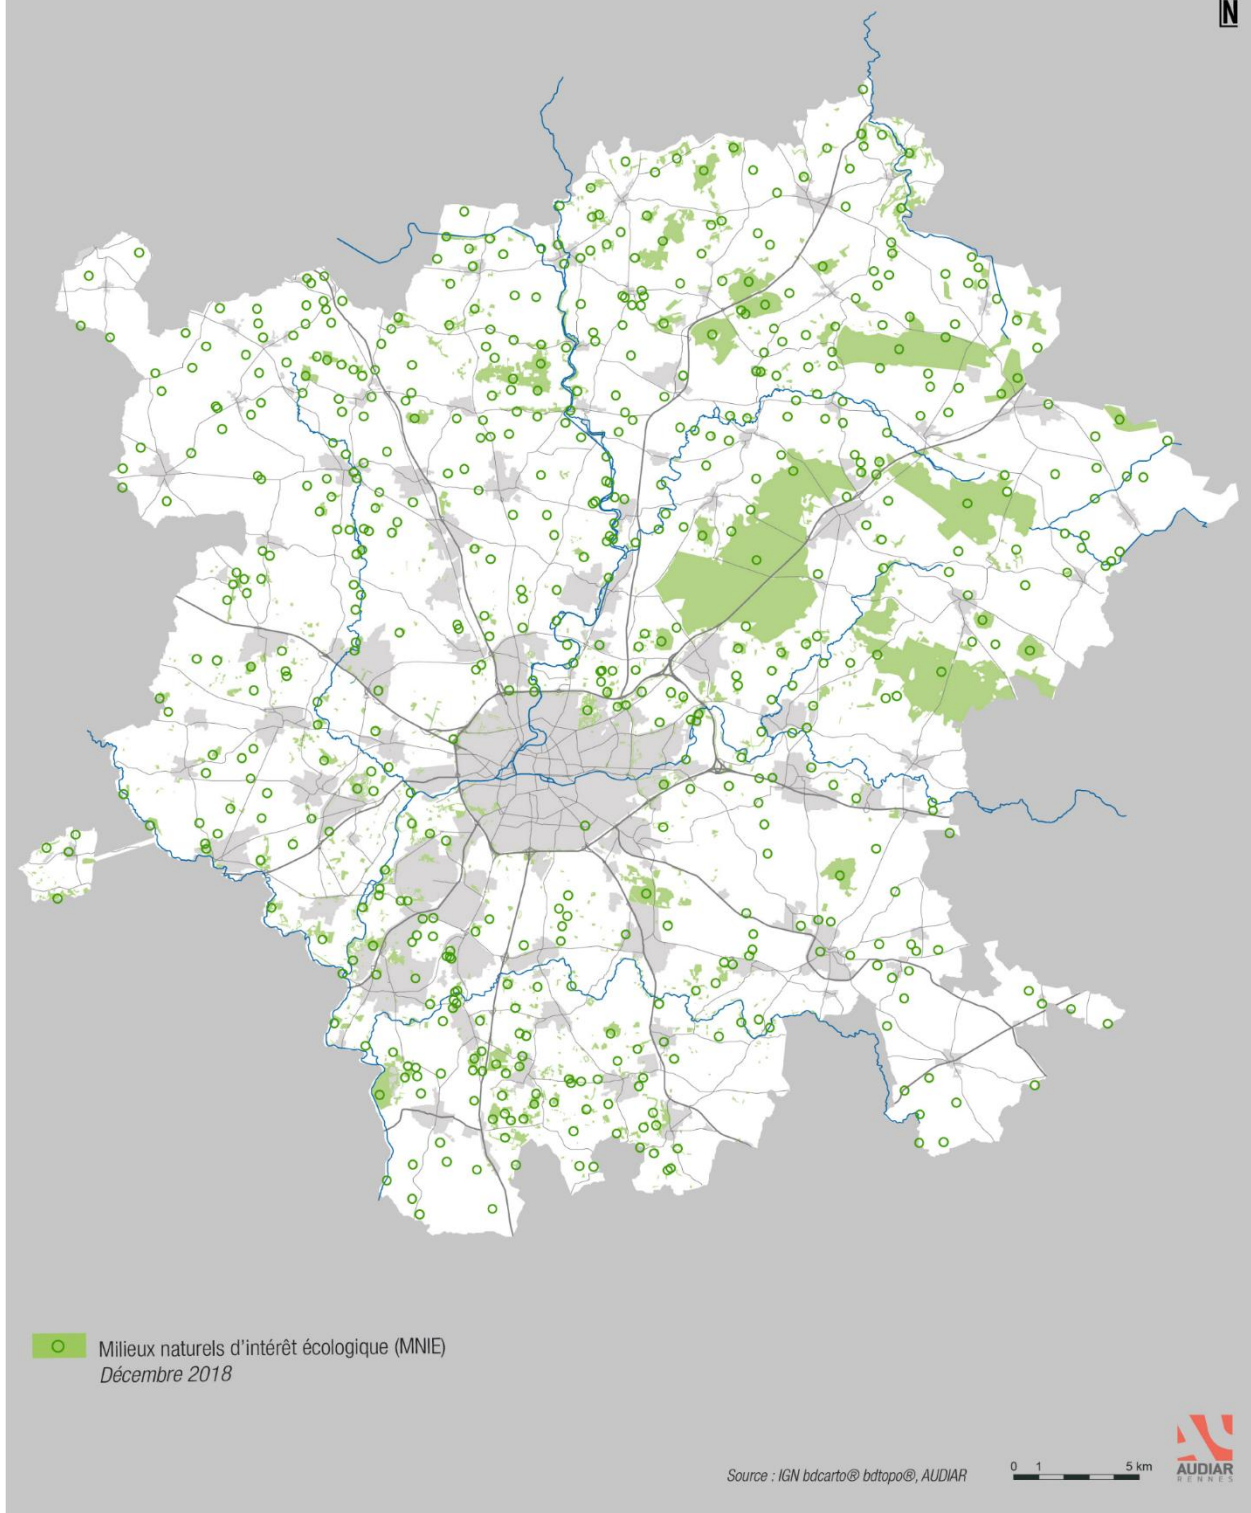 N
Milieux naturels d'intérêt écologique (MNIE)
Décembre 2018
Source : IGN bdcarto® bdtopo®, AUDIAR
0 1 5 km
AUDIAR
RENNES